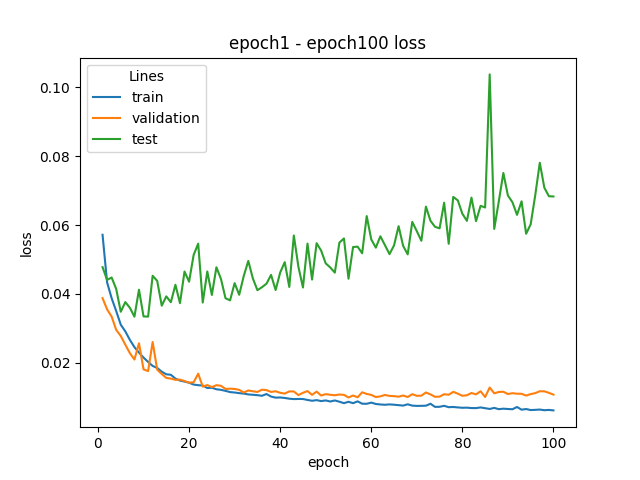 epoch1 - epoch100 loss
Lines
train
validation
test
0.10
0.08
0.06
0.04
0.02
loss
0 20 40 60 80 100
epoch